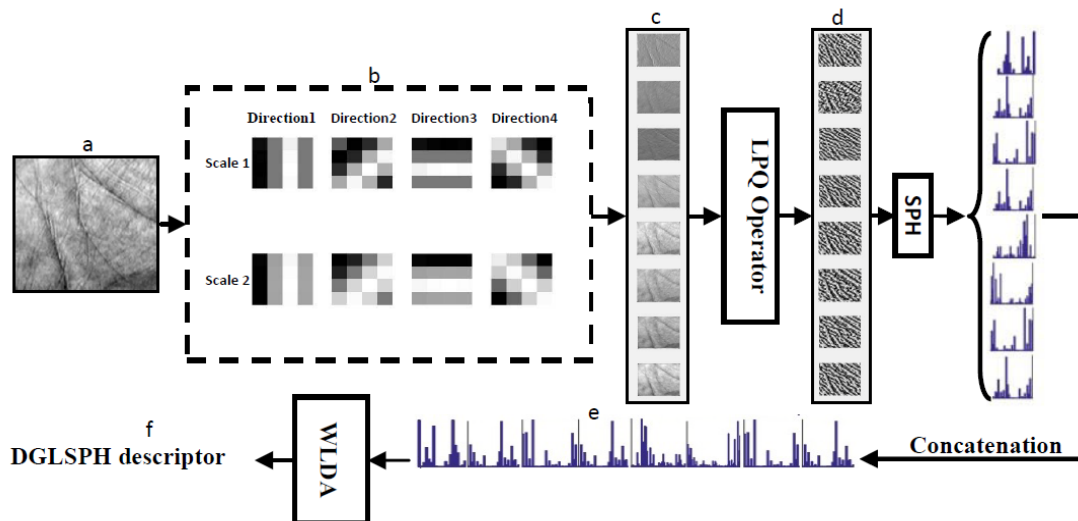 a
b
c
d
Direction1 Direction2 Direction3 Direction4
Scale 1
Scale 2
LPQ Operator
SPH
Concatenation
e
WLDA
f
DGLSPH descriptor